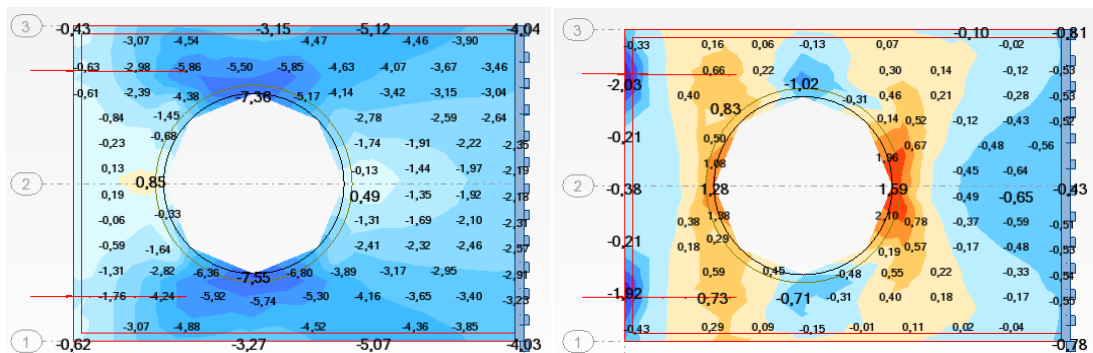 3 -0,43 -3,15 -5,12 -4,04
-3,07 -4,54 -4,47 -4,46 -3,90
-0,63 -2,98 -5,86 -5,50 -5,85 -4,63 -4,07 -3,67 -3,46
-0,61 -2,39 -4,38 -7,38 -5,17 -4,14 -3,42 -3,15 -3,04
-0,84 -1,45 -2,78 -2,59 -2,64
-0,23 -0,68 -1,74 -1,91 -2,22 -2,35
0,13 -0,13 -1,44 -1,97 -2,19
2 0,85
0,19 0,49 -1,35 -1,92 -2,18
-0,06 -0,33 -1,31 -1,69 -2,10 -2,31
-0,59 -1,64 -2,41 -2,32 -2,46 -2,57
-1,31 -2,82 -6,36 -7,55 -6,80 -3,89 -3,17 -2,95 -2,91
-1,76 -4,24 -5,92 -5,74 -5,30 -4,16 -3,65 -3,40 -3,23
-3,07 -4,88 -4,52 -4,36 -3,85
1 -0,62 -3,27 -5,07 -4,03
3 -0,10 -0,81
-0,33 0,16 0,06 -0,13 0,07 -0,02
0,66 0,22 0,30 0,14 -0,12 -0,53
-2,03 -1,02
0,40 -0,31 0,46 0,21 -0,28 -0,53
0,83
0,14 0,52 -0,12 -0,43 -0,52
-0,21 0,50 0,67 -0,48 -0,56
1,08 1,96 -0,45 -0,64
2 -0,38 1,28 1,59 -0,43
-0,49 -0,65
0,38 1,38 2,10 0,78 -0,37 -0,59 -0,51
-0,21 0,18 0,29 0,19 0,57 -0,17 -0,48 -0,53
0,59 0,45 -0,48 0,55 0,22 -0,33 -0,54
-1,92 0,73 -0,71 -0,31 0,40 0,18 -0,17 -0,55
-0,43 0,29 0,09 -0,15 -0,01 0,11 0,02 -0,04
1 -0,78